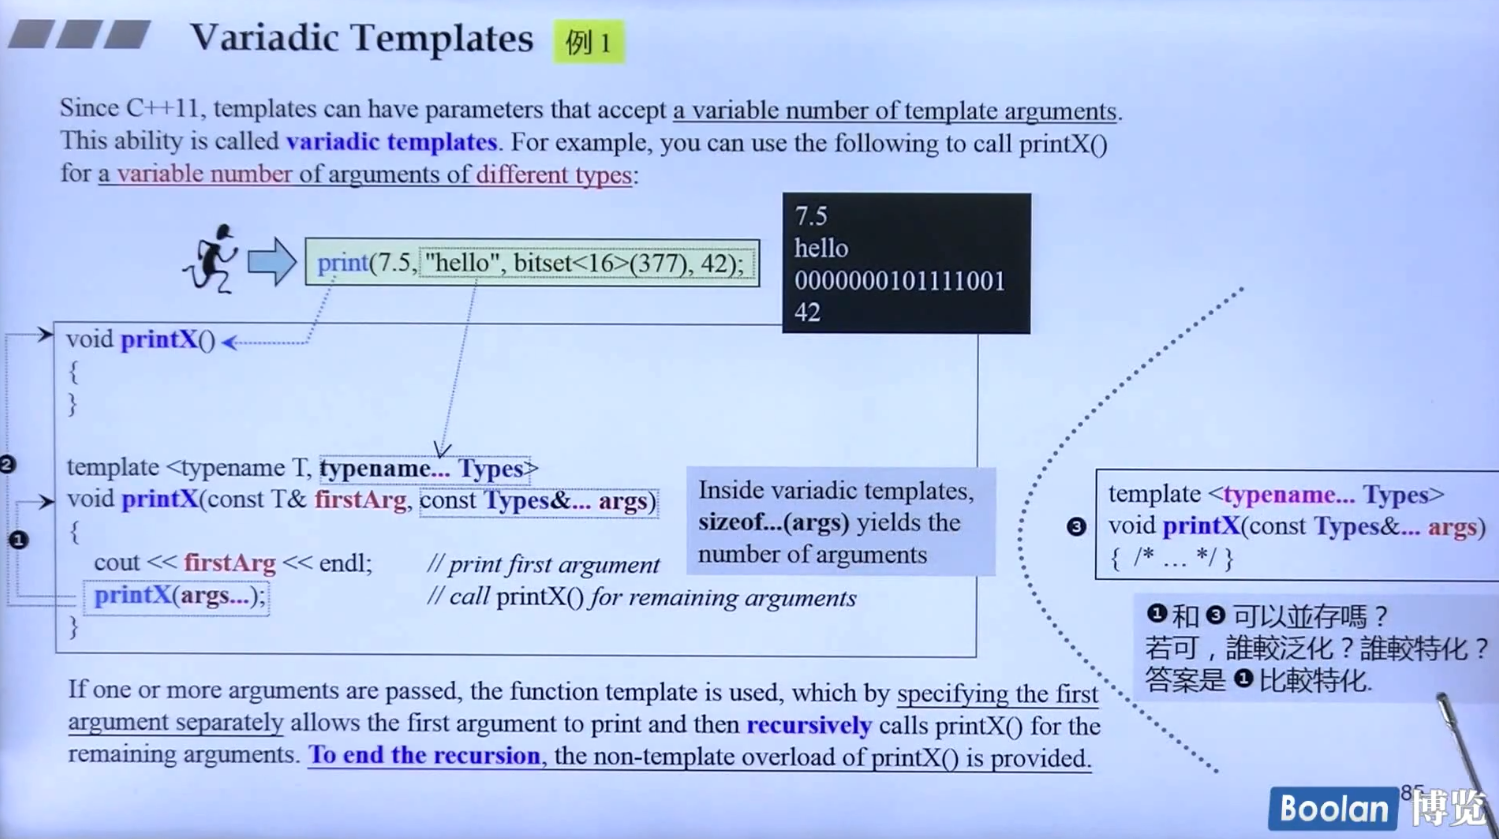 Variadic Templates 例 1
Since C++11, templates can have parameters that accept a variable number of template arguments.
This ability is called variadic templates. For example, you can use the following to call printX()
for a variable number of arguments of different types:
print(7.5, "hello", bitset<16>(377), 42);
7.5
hello
0000000101111001
42
void printX()
{
}
❷
template <typename T, typename... Types>
void printX(const T& firstArg, const Types&... args)
❶
{
cout << firstArg << endl; // print first argument
printX(args...); // call printX() for remaining arguments
}
Inside variadic templates,
sizeof...(args) yields the
number of arguments
❸
template <typename... Types>
void printX(const Types&... args)
{ /* ... */ }
❶和❸可以並存嗎？
若可，誰較泛化？誰較特化？
答案是❶比較特化.
If one or more arguments are passed, the function template is used, which by specifying the first
argument separately allows the first argument to print and then recursively calls printX() for the
remaining arguments. To end the recursion, the non-template overload of printX() is provided.
Boolan 博览